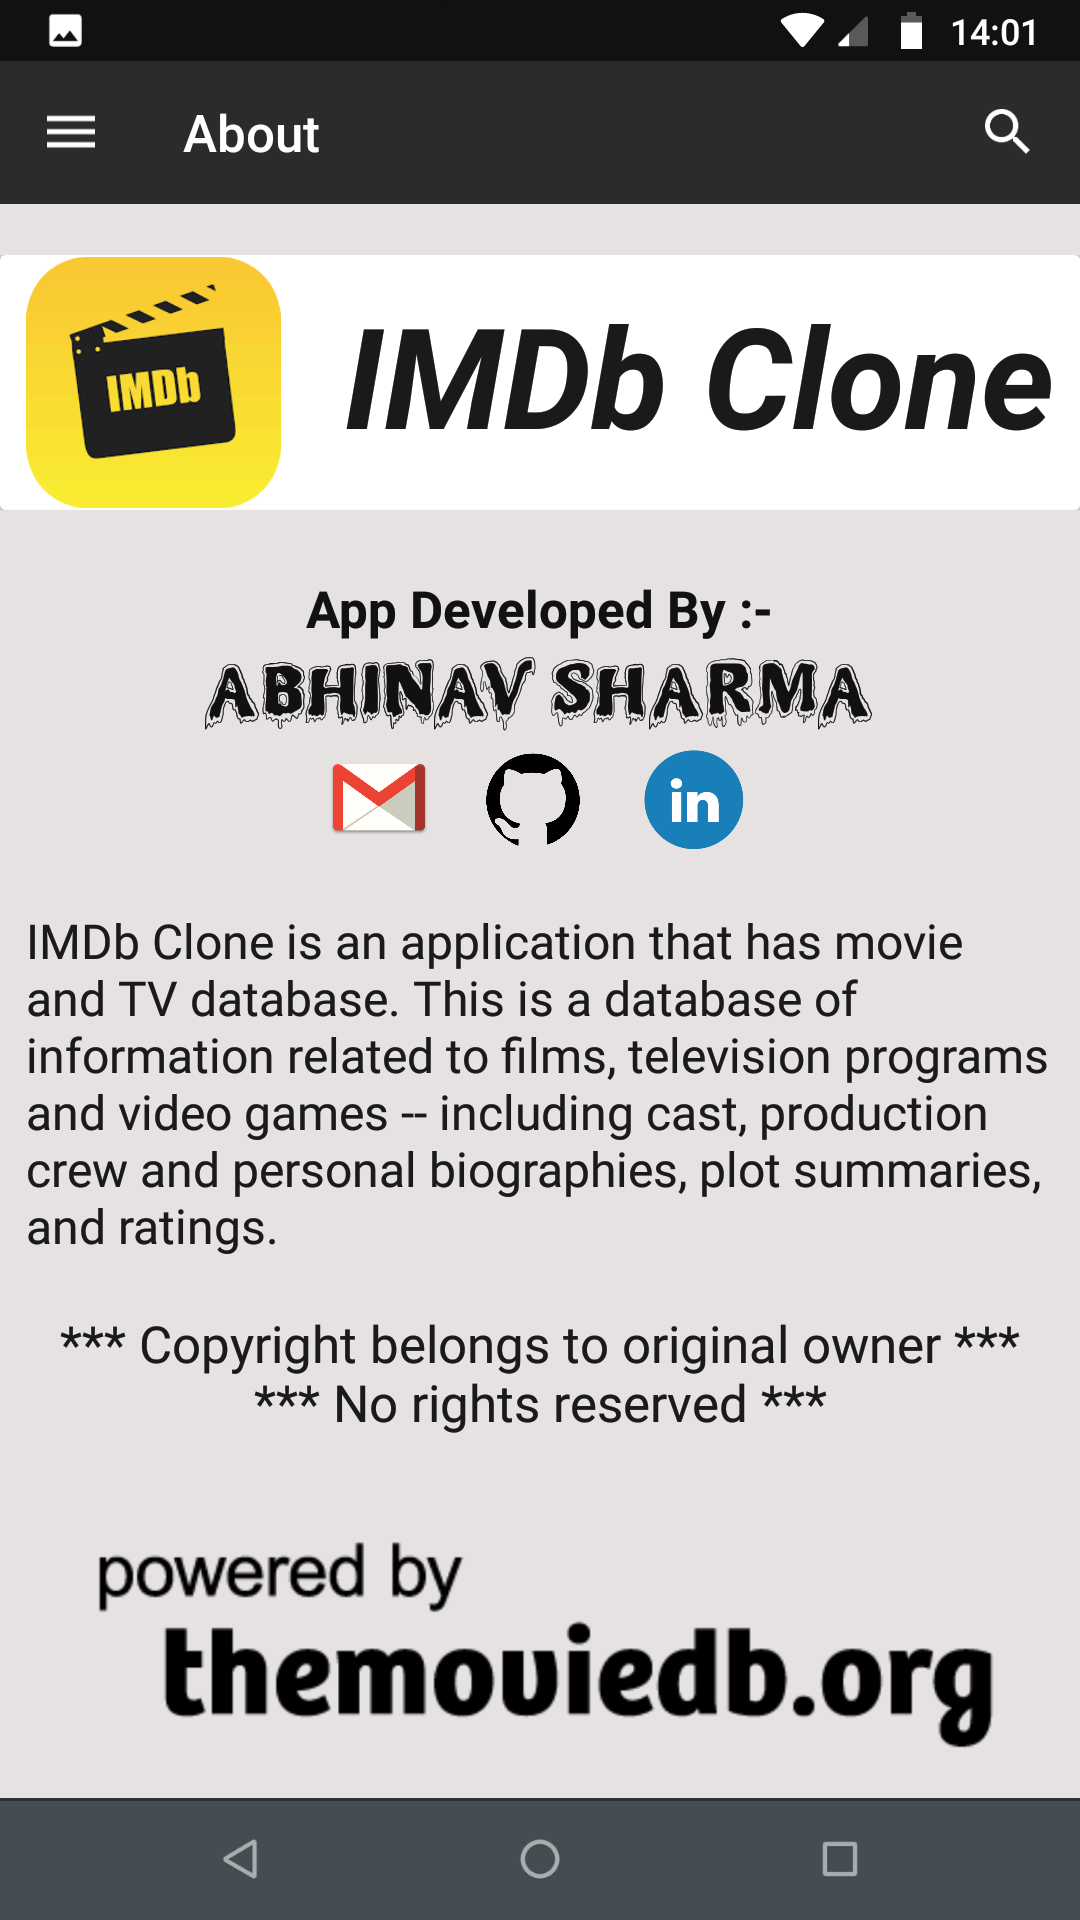 14:01
About
IMDb
IMDb Clone
App Developed By :-
ABHINAV SHARMA
in
IMDb Clone is an application that has movie
and TV database. This is a database of
information related to films, television programs
and video games -- including cast, production
crew and personal biographies, plot summaries,
and ratings.
*** Copyright belongs to original owner ***
*** No rights reserved ***
powered by
themoviedb.org